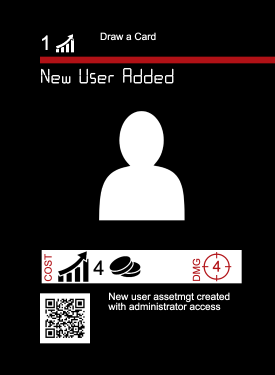 1
Draw a Card
New User Added
COST
4
DMG
4
New user assetmgt created
with administrator access